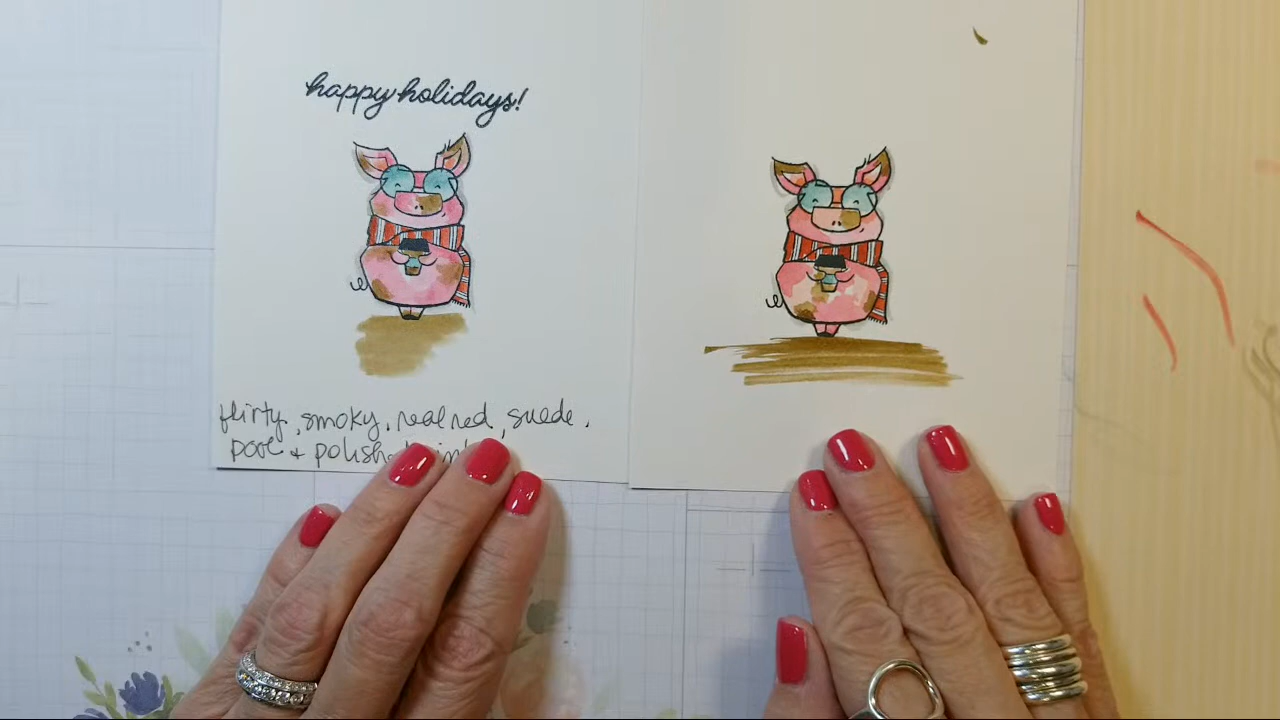 happy holidays!
flirty, smoky, real red, suede,
pool + polish